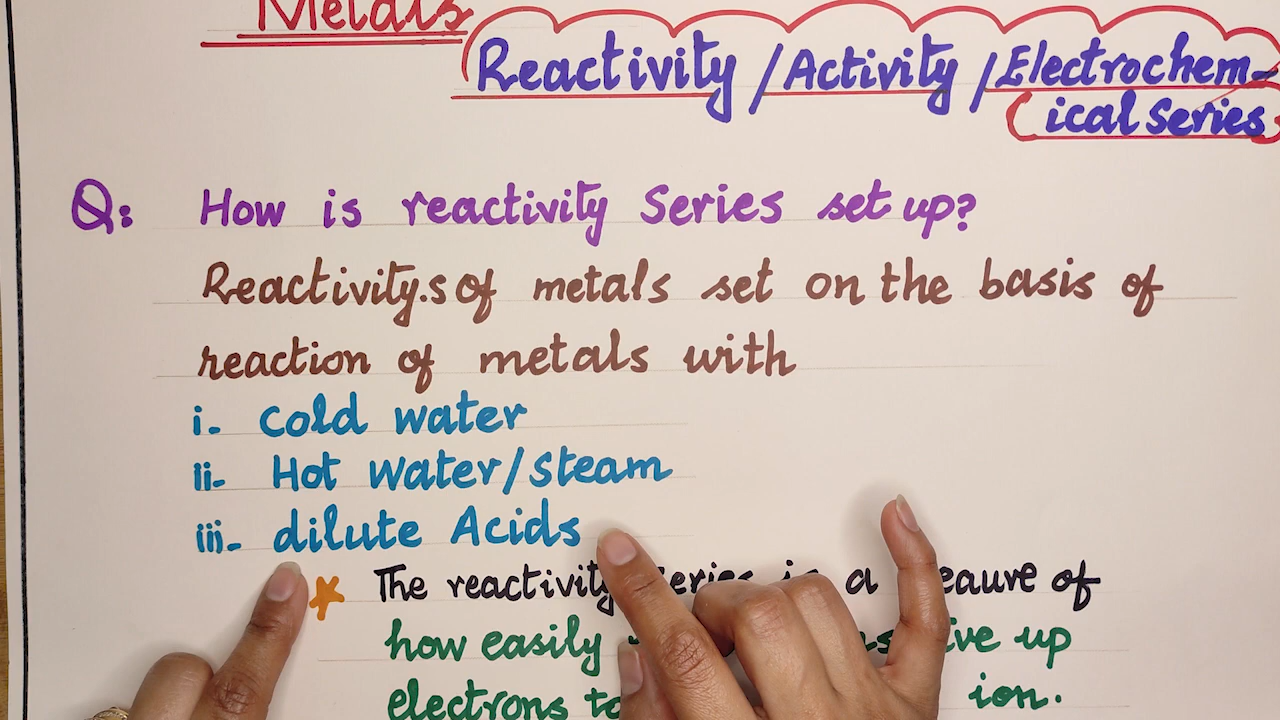 Metals
Reactivity / Activity / Electrochem-
ical Series
Q: How is reactivity Series set up?
Reactivity.s of metals set on the basis of
reaction of metals with
i. cold water
ii- Hot water/steam
iii- dilute Acids
The reactivity series is a of
how easily up
electrons ion.